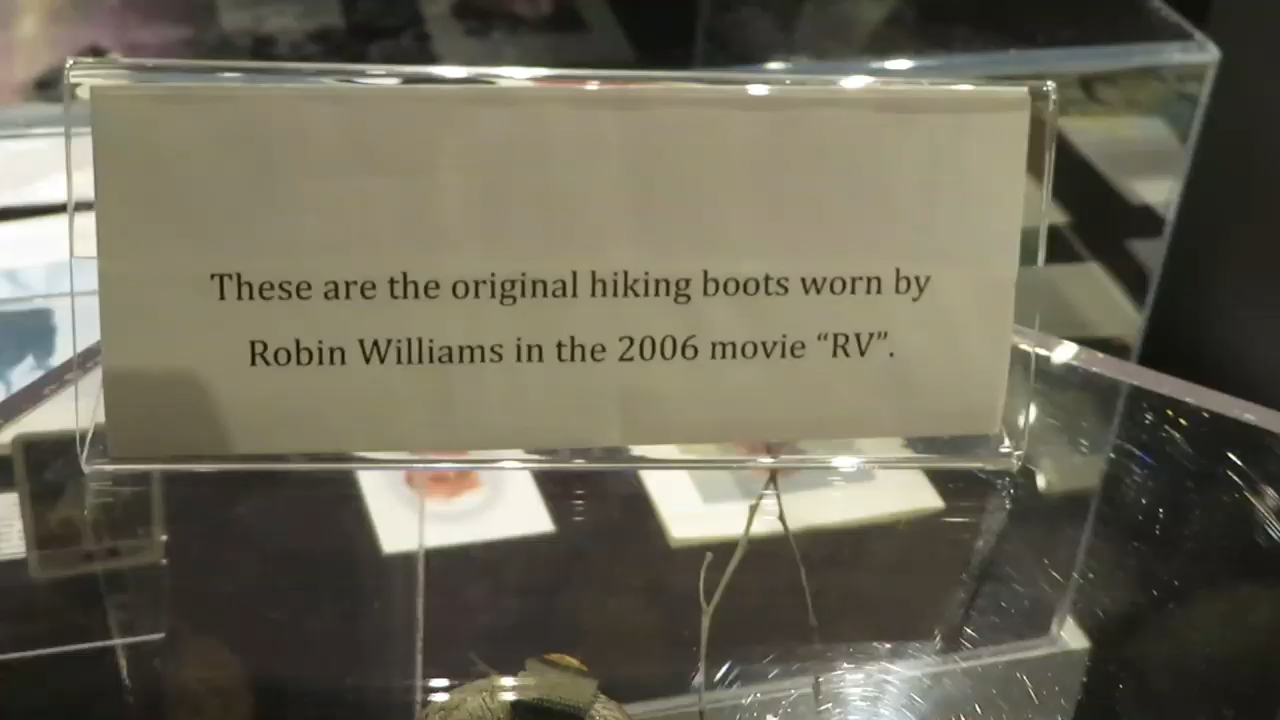 These are the original hiking boots worn by
Robin Williams in the 2006 movie “RV”.